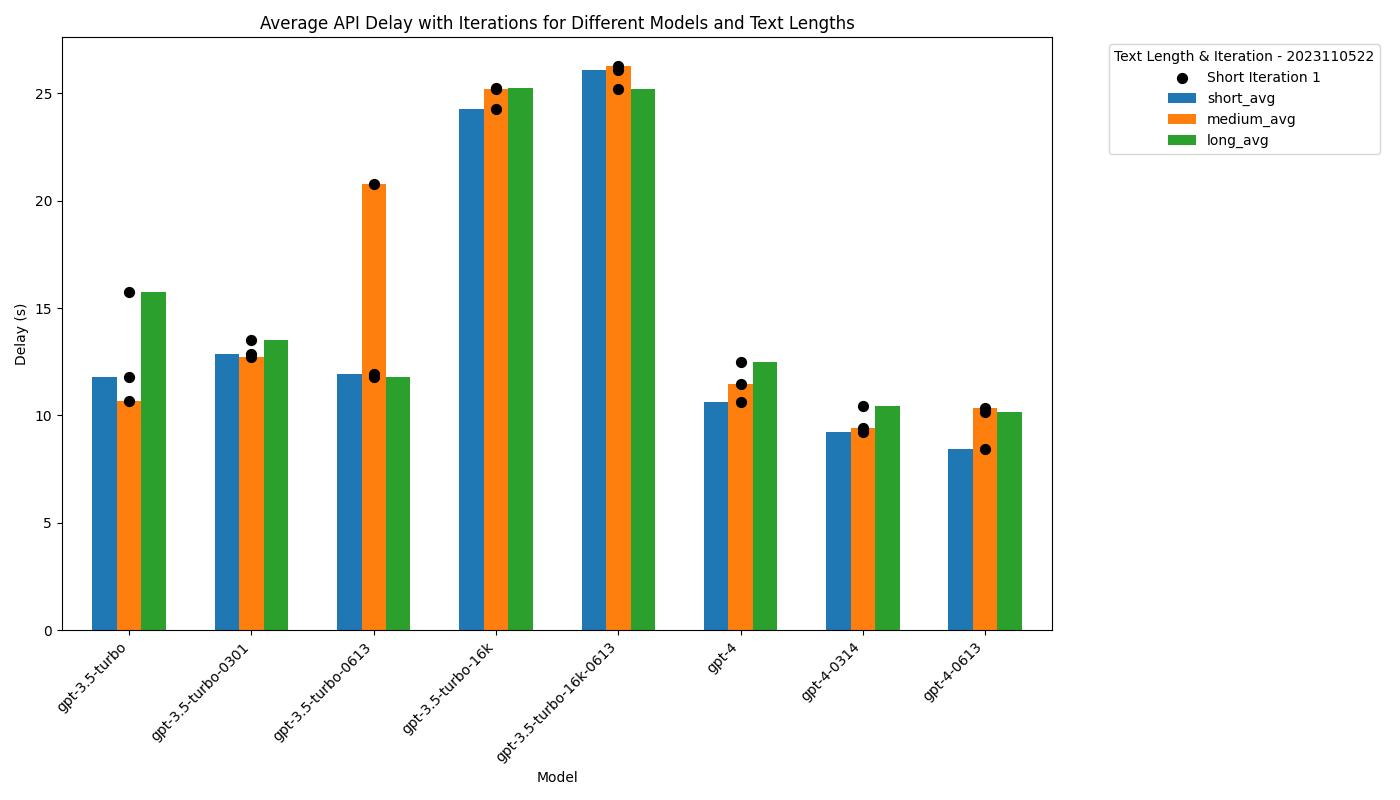 Average API Delay with Iterations for Different Models and Text Lengths
Text Length & Iteration - 2023110522
Short Iteration 1
short_avg
medium_avg
long_avg
Delay (s)
25
20
15
10
5
0
gpt-3.5-turbo
gpt-3.5-turbo-0301
gpt-3.5-turbo-0613
gpt-3.5-turbo-16k
gpt-3.5-turbo-16k-0613
gpt-4
gpt-4-0314
gpt-4-0613
Model